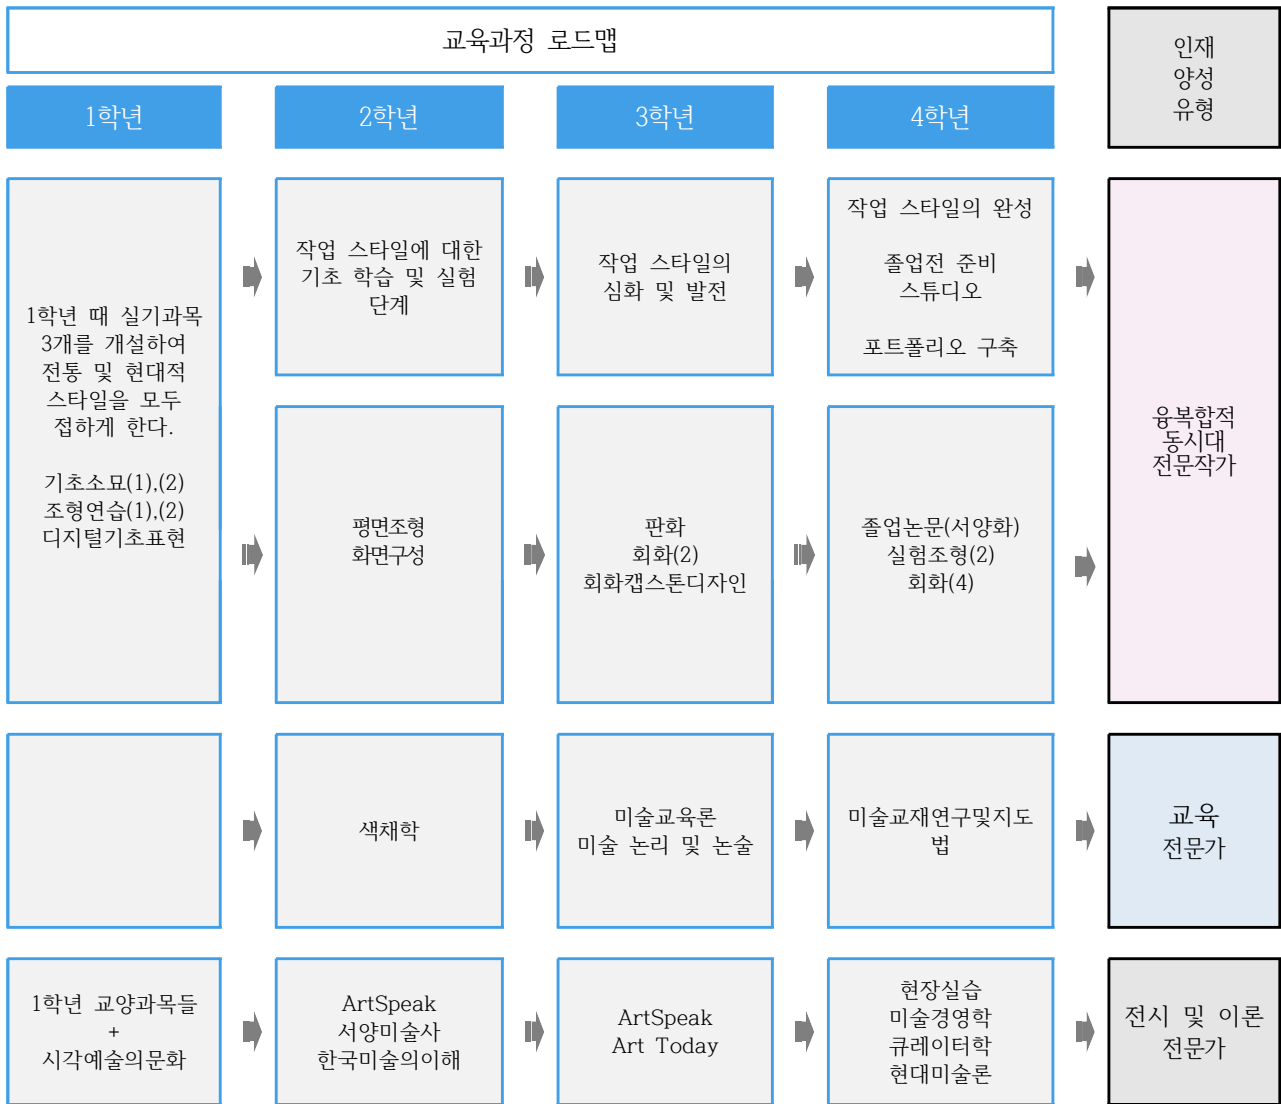 교육과정 로드맵
인재
양성
유형
1학년
2학년
3학년
4학년
1학년 때 실기과목
3개를 개설하여
전통 및 현대적
스타일을 모두
접하게 한다.
기초소묘(1),(2)
조형연습(1),(2)
디지털기초표현
작업 스타일에 대한
기초 학습 및 실험
단계
작업 스타일의
심화 및 발전
작업 스타일의 완성
졸업전 준비
스튜디오
포트폴리오 구축
융복합적
동시대
전문작가
평면조형
화면구성
판화
회화(2)
회화캡스톤디자인
졸업논문(서양화)
실험조형(2)
회화(4)
색채학
미술교육론
미술 논리 및 논술
미술교재연구및지도
법
교육
전문가
1학년 교양과목들
+
시각예술의문화
ArtSpeak
서양미술사
한국미술의이해
ArtSpeak
Art Today
현장실습
미술경영학
큐레이터학
현대미술론
전시 및 이론
전문가